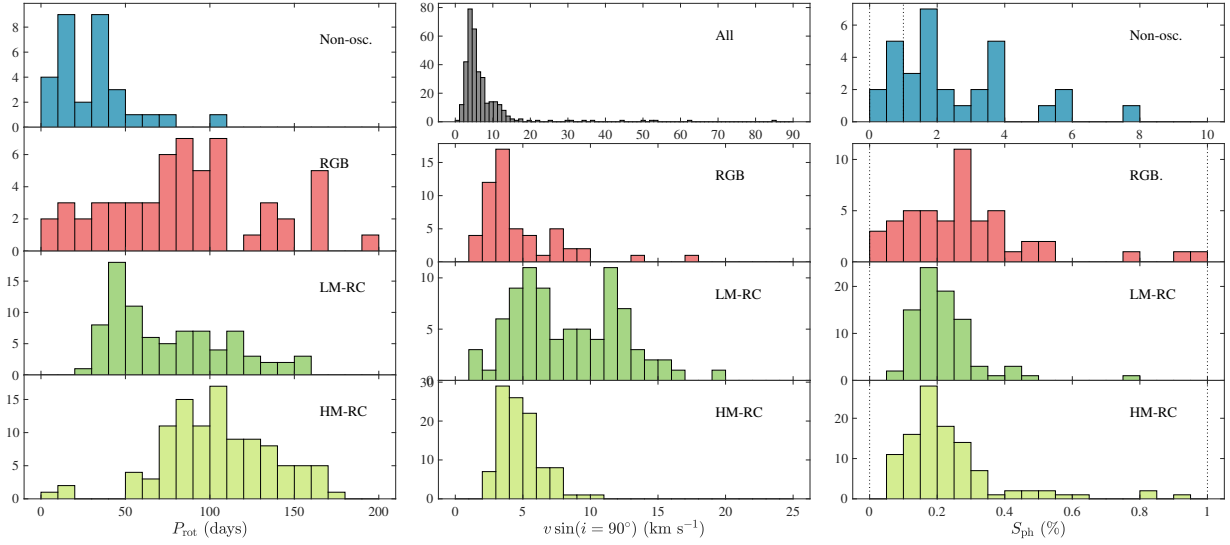 8
6
4
2
0
Non-osc.
6
4
2
0
RGB
15
10
5
0
LM-RC
15
10
5
0
HM-RC
0 50 100 150 200
P_rot (days)
80
60
40
20
0
All
0 10 20 30 40 50 60 70 80 90
15
10
5
0
RGB
10
5
0
LM-RC
30
20
10
0
HM-RC
0 5 10 15 20 25
v sin(i = 90°) (km s⁻¹)
6
4
2
0
Non-osc.
0 2 4 6 8 10
10
5
0
RGB.
20
10
0
LM-RC
20
10
0
HM-RC
0 0.2 0.4 0.6 0.8 1
S_ph (%)